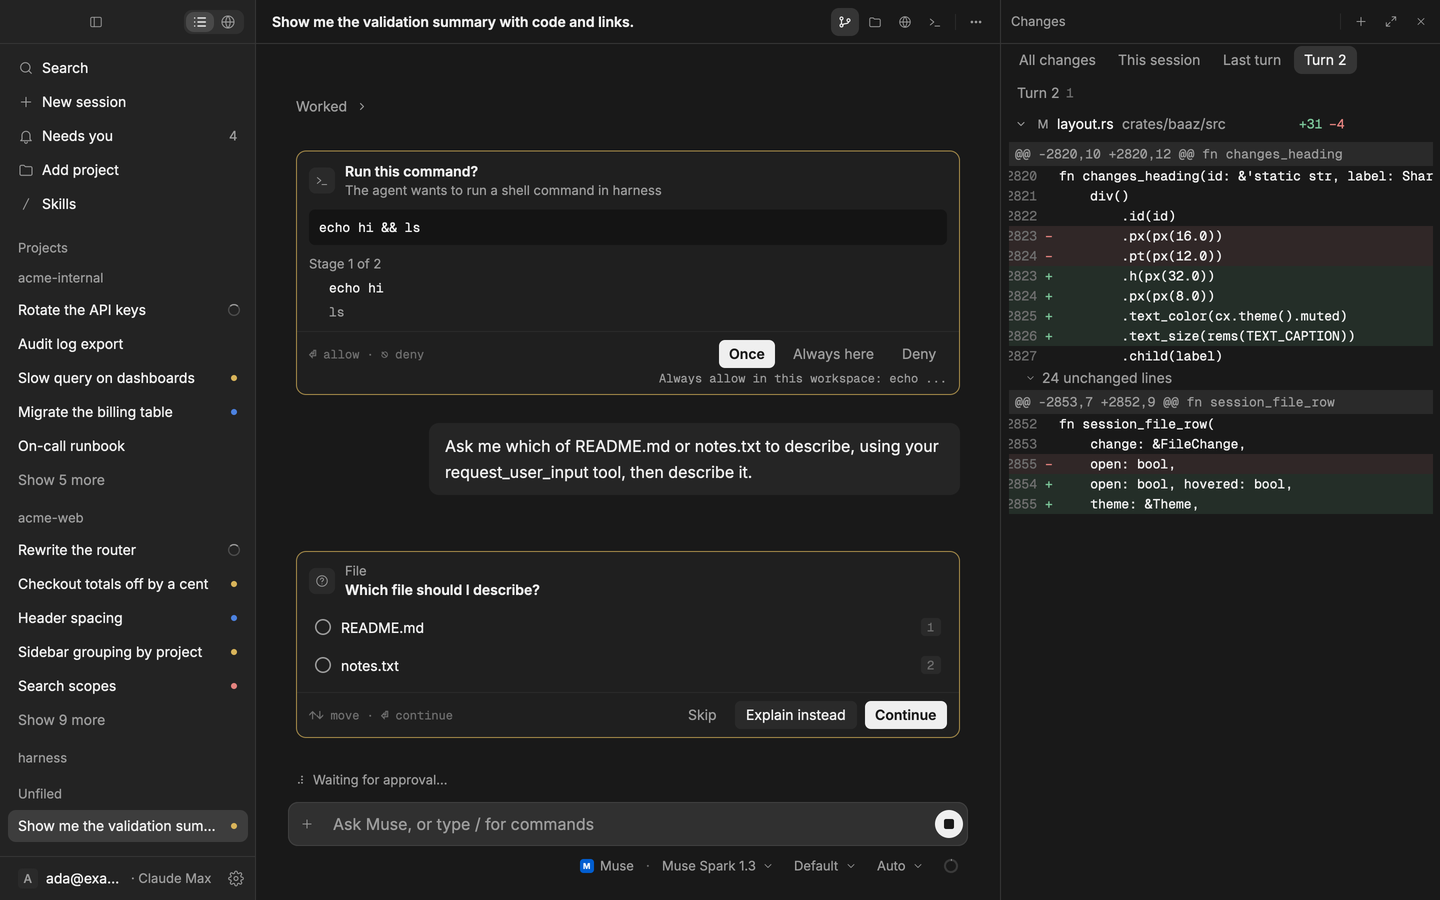 Show me the validation summary with code and links.
Search
New session
Needs you 4
Add project
Skills
Projects
acme-internal
Rotate the API keys
Audit log export
Slow query on dashboards
Migrate the billing table
On-call runbook
Show 5 more
acme-web
Rewrite the router
Checkout totals off by a cent
Header spacing
Sidebar grouping by project
Search scopes
Show 9 more
harness
Unfiled
Show me the validation sum...
A ada@exa... · Claude Max
Worked
Run this command?
The agent wants to run a shell command in harness
echo hi && ls
Stage 1 of 2
echo hi
ls
allow · deny
Once Always here Deny
Always allow in this workspace: echo ...
Ask me which of README.md or notes.txt to describe, using your
request_user_input tool, then describe it.
File
Which file should I describe?
README.md 1
notes.txt 2
move · continue
Skip Explain instead Continue
Waiting for approval...
Ask Muse, or type / for commands
M Muse · Muse Spark 1.3 Default Auto
Changes
All changes This session Last turn Turn 2
Turn 2 1
M layout.rs crates/baaz/src +31 −4
@@ -2820,10 +2820,12 @@ fn changes_heading
2820 fn changes_heading(id: &'static str, label: Shar
2821 div()
2822 .id(id)
2823 − .px(px(16.0))
2824 − .pt(px(12.0))
2823 + .h(px(32.0))
2824 + .px(px(8.0))
2825 + .text_color(cx.theme().muted)
2826 + .text_size(rems(TEXT_CAPTION))
2827 .child(label)
24 unchanged lines
@@ -2853,7 +2852,9 @@ fn session_file_row
2852 fn session_file_row(
2853 change: &FileChange,
2855 − open: bool,
2854 + open: bool, hovered: bool,
2855 + theme: &Theme,